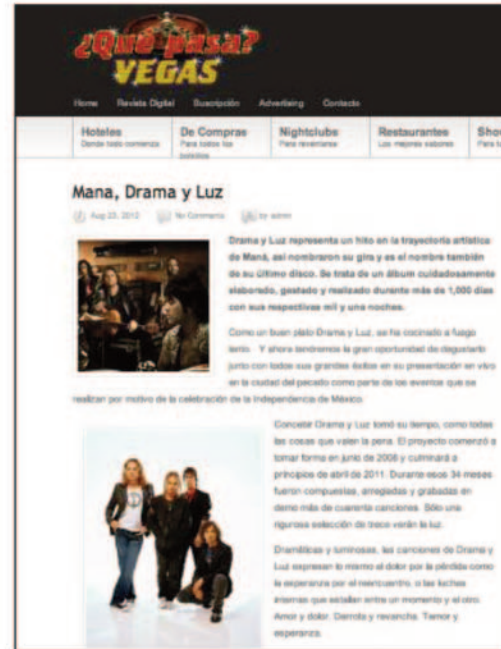 ¿Qué pasa?
VEGAS
Home Revista Digital Suscripción Advertising Contacto
Hoteles De Compras Nightclubs Restaurantes Show
Donde todo comienza Para todos los Para reventarse Los mejores sabores Para t
bolsillos
Mana, Drama y Luz
Aug 23, 2012 No Comments by admin
Drama y Luz representa un hito en la trayectoria artística
de Maná, así nombraron su gira y es el nombre también
de su último disco. Se trata de un álbum cuidadosamente
elaborado, gestado y realizado durante más de 1,000 días
con sus respectivas mil y una noches.
Como un buen plato Drama y Luz, se ha cocinado a fuego
lento. Y ahora tendremos la gran oportunidad de degustarlo
junto con todos sus grandes éxitos en su presentación en vivo
en la ciudad del pecado como parte de los eventos que se
realizan por motivo de la celebración de la Independencia de México.
Concebir Drama y Luz tomó su tiempo, como todas
las cosas que valen la pena. El proyecto comenzó a
tomar forma en junio de 2008 y culminará a
principios de abril de 2011. Durante esos 34 meses
fueron compuestas, arregladas y grabadas en
demo más de cuarenta canciones. Sólo una
rigurosa selección de trece verán la luz.
Dramáticas y luminosas, las canciones de Drama y
Luz expresan lo mismo el dolor por la pérdida como
la esperanza por el reencuentro, o las luchas
internas que estallan entre un momento y el otro.
Amor y dolor. Derrota y revancha. Temor y
esperanza.